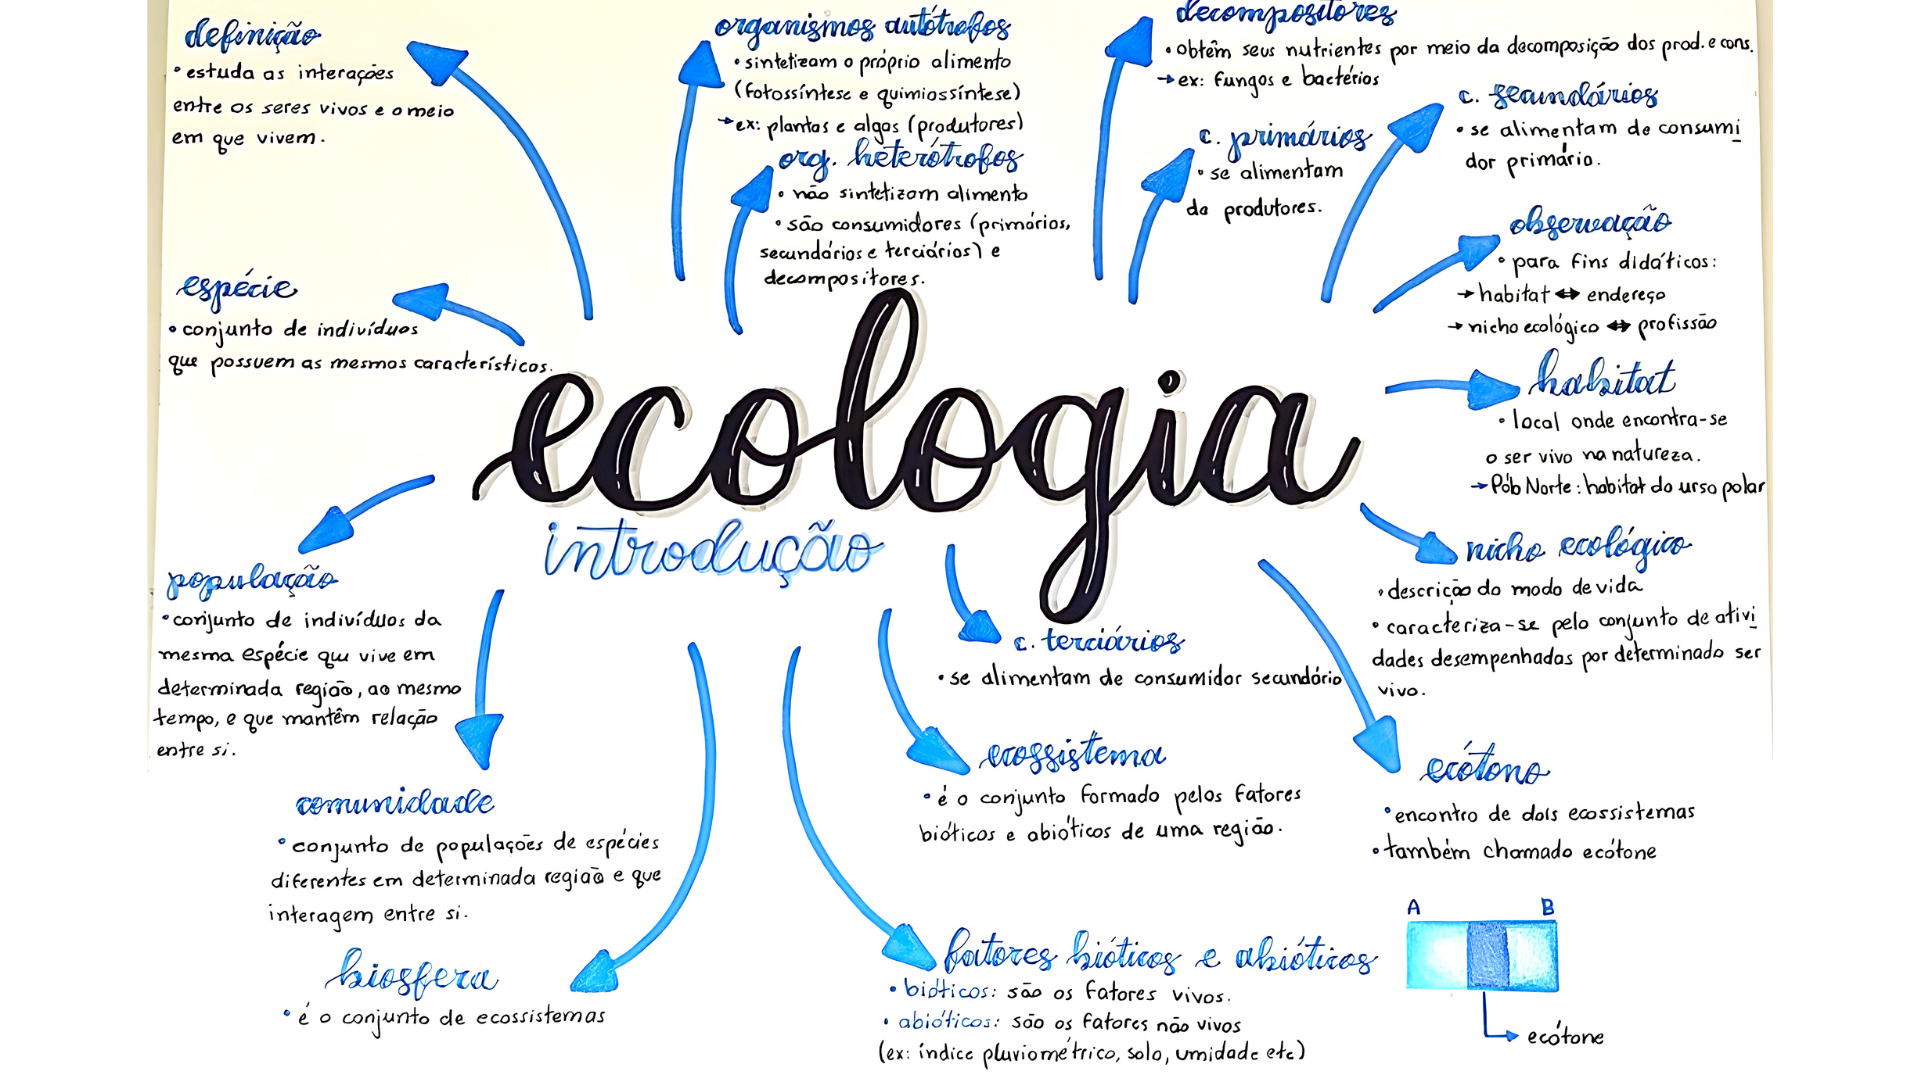 definição
• estuda as interações
entre os seres vivos e o meio
em que vivem.
espécie
• conjunto de indivíduos
que possuem as mesmas características.
organismos autótrofos
• sintetizam o próprio alimento
(fotossíntese e quimiossíntese)
→ ex: plantas e algas (produtores)
org. heterótrofos
• não sintetizam alimento
• são consumidores (primários,
secundários e terciários) e
decompositores.
decompositores
• obtêm seus nutrientes por meio da decomposição dos prod. e cons.
→ ex: fungos e bactérias
c. primários
• se alimentam
de produtores.
c. secundários
• se alimentam de consumi
dor primário.
observação
• para fins didáticos:
→ habitat ↔ endereço
→ nicho ecológico ↔ profissão
habitat
• local onde encontra-se
o ser vivo na natureza.
→ Pólo Norte: habitat do urso polar
ecologia
introdução
população
• conjunto de indivíduos da
mesma espécie que vive em
determinada região, ao mesmo
tempo, e que mantêm relação
entre si.
comunidade
• conjunto de populações de espécies
diferentes em determinada região e que
interagem entre si.
biosfera
• é o conjunto de ecossistemas
c. terciários
• se alimentam de consumidor secundário
ecossistema
• é o conjunto formado pelos fatores
bióticos e abióticos de uma região.
fatores bióticos e abióticos
• bióticos: são os fatores vivos.
• abióticos: são os fatores não vivos
(ex: índice pluviométrico, solo, umidade etc)
nicho ecológico
• descrição do modo de vida
• caracteriza-se pelo conjunto de ativi
dades desempenhadas por determinado ser
vivo.
ecótono
• encontro de dois ecossistemas
• também chamado ecótone
A B
ecótone